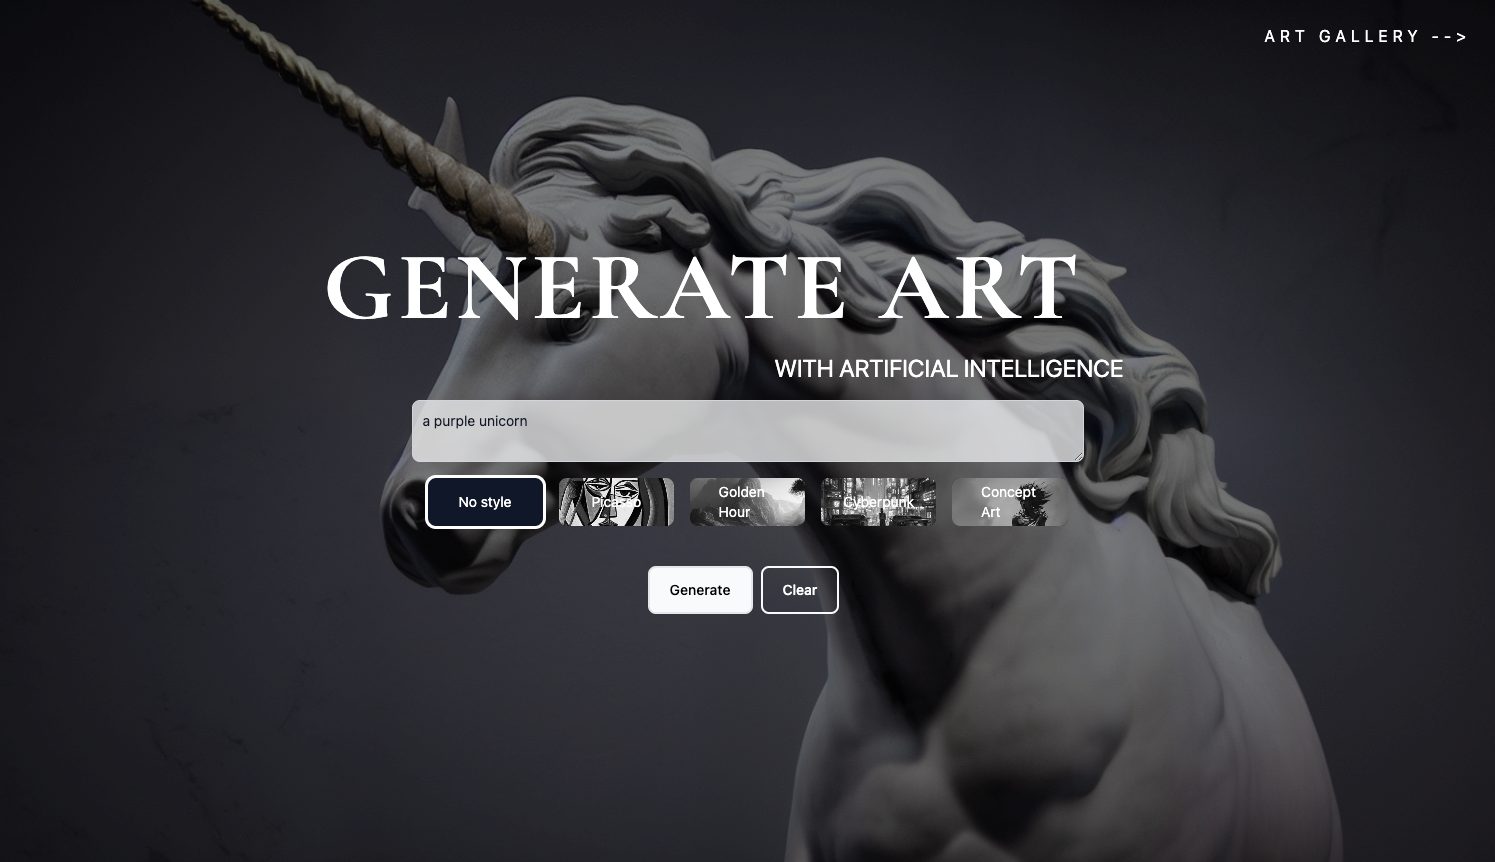 ART GALLERY -->
GENERATE ART
WITH ARTIFICIAL INTELLIGENCE
a purple unicorn
No style
Picasso
Golden
Hour
Cyberpunk
Concept
Art
Generate
Clear